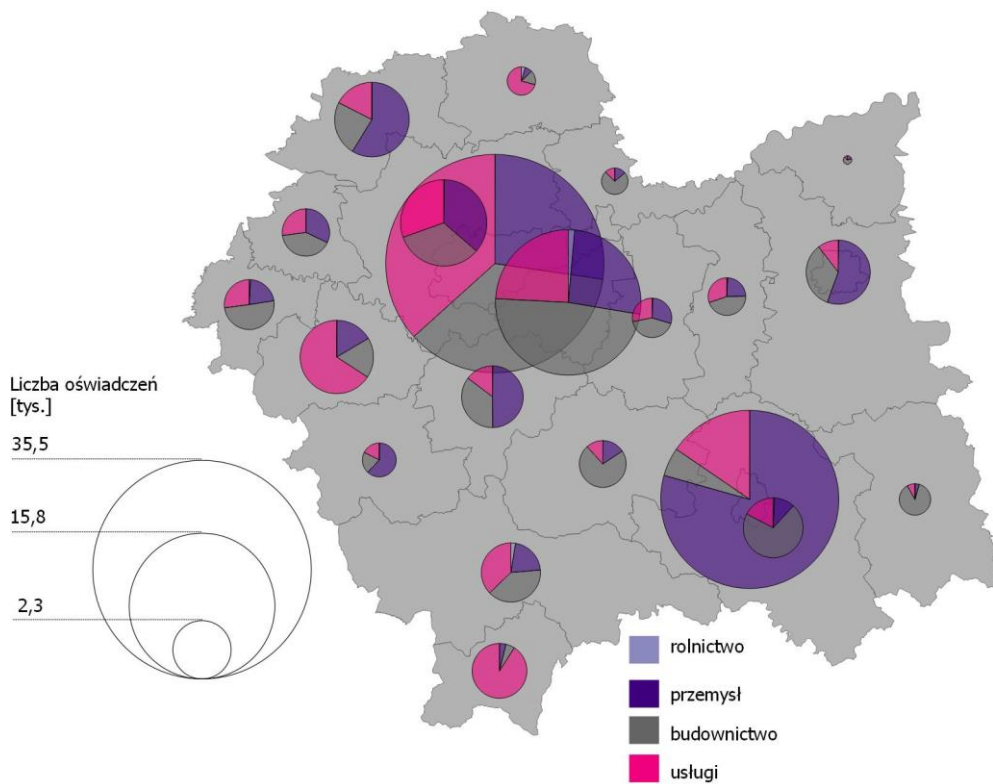 Liczba oświadczeń
[tys.]
35,5
15,8
2,3
rolnictwo
przemysł
budownictwo
usługi